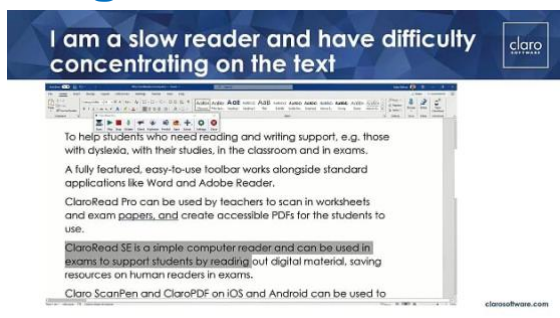 I am a slow reader and have difficulty
concentrating on the text
claro
SOFTWARE
To help students who need reading and writing support, e.g. those
with dyslexia, with their studies, in the classroom and in exams.
A fully featured, easy-to-use toolbar works alongside standard
applications like Word and Adobe Reader.
ClaroRead Pro can be used by teachers to scan in worksheets
and exam papers, and create accessible PDFs for the students to
use.
ClaroRead SE is a simple computer reader and can be used in
exams to support students by reading out digital material, saving
resources on human readers in exams.
Claro ScanPen and ClaroPDF on iOS and Android can be used to
clarosoftware.com